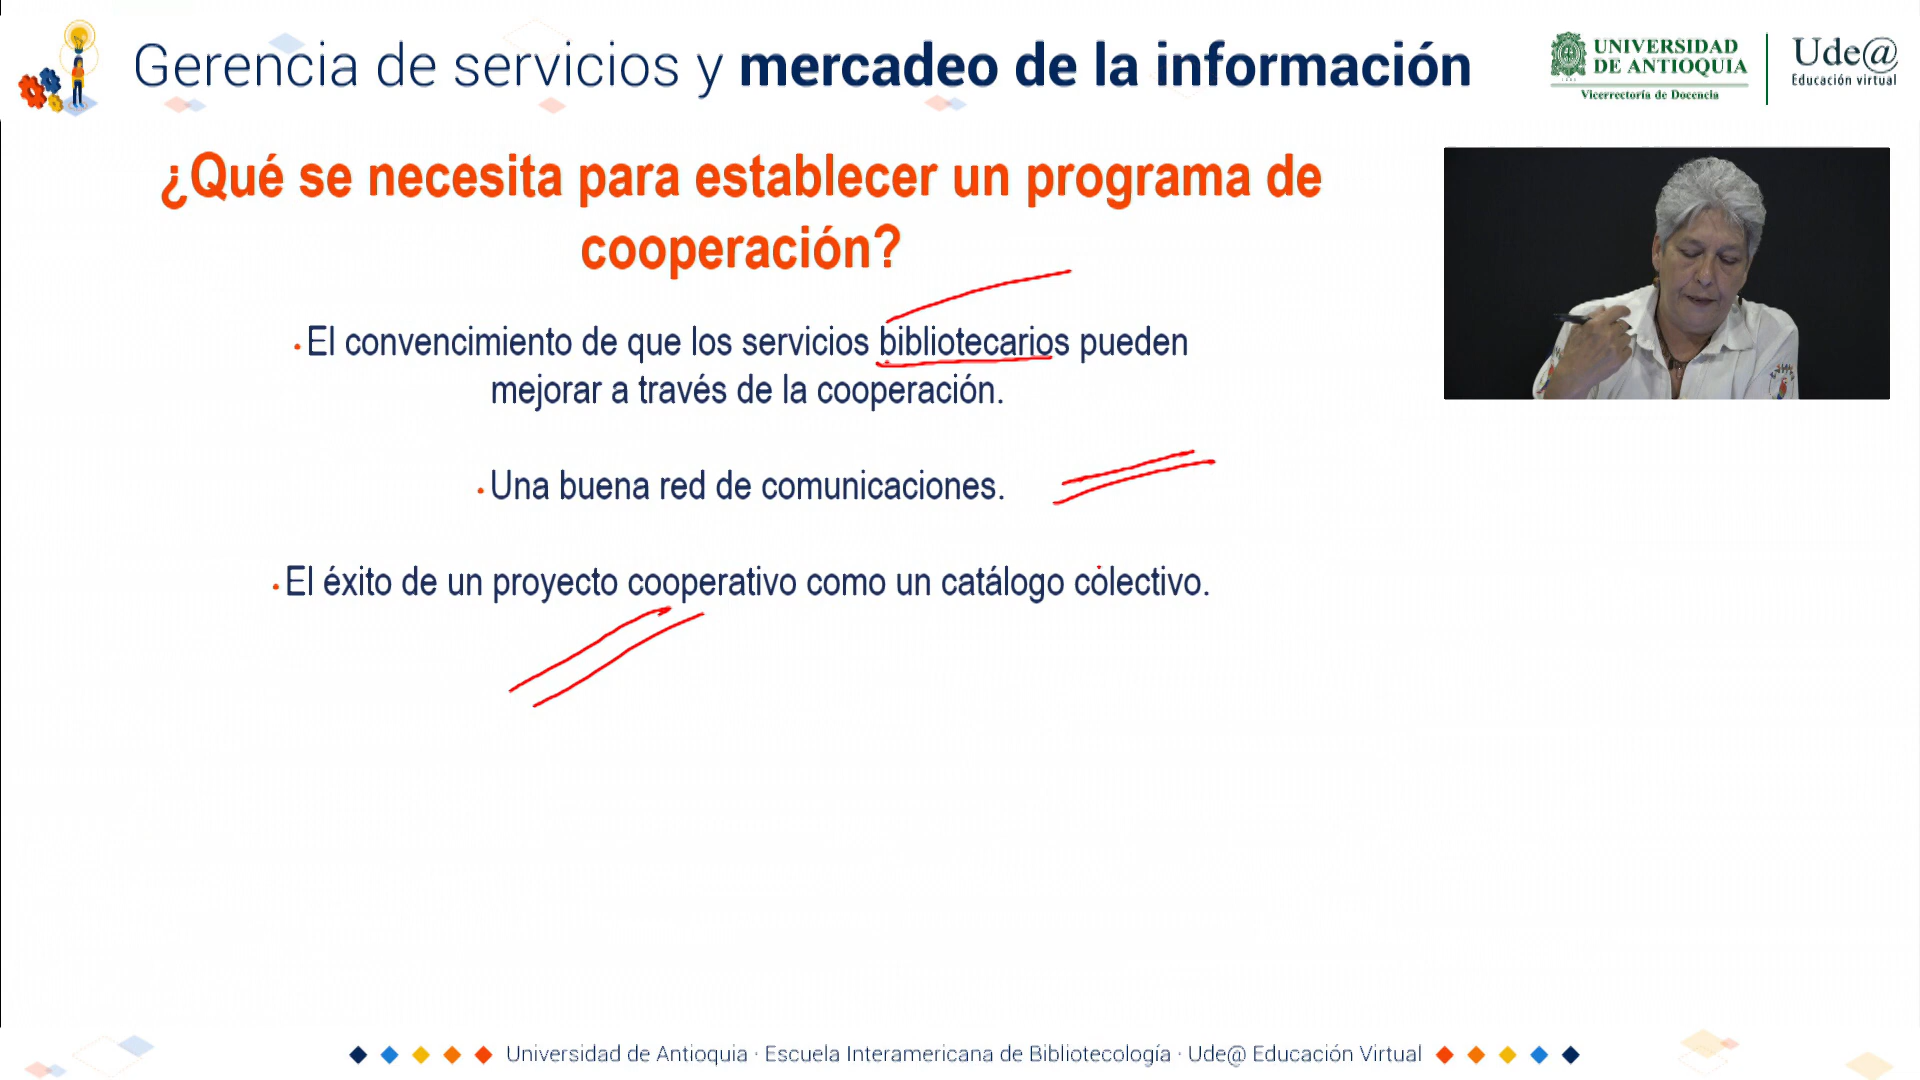 Gerencia de servicios y mercadeo de la información
UNIVERSIDAD
DE ANTIOQUIA
Vicerrectoría de Docencia
Ude@
Educación virtual
¿Qué se necesita para establecer un programa de
cooperación?
• El convencimiento de que los servicios bibliotecarios pueden
mejorar a través de la cooperación.
• Una buena red de comunicaciones.
• El éxito de un proyecto cooperativo como un catálogo colectivo.
Universidad de Antioquia · Escuela Interamericana de Bibliotecología · Ude@ Educación Virtual